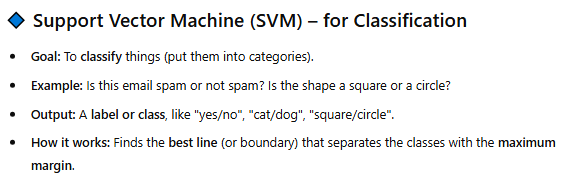 Support Vector Machine (SVM) – for Classification
• Goal: To classify things (put them into categories).
• Example: Is this email spam or not spam? Is the shape a square or a circle?
• Output: A label or class, like "yes/no", "cat/dog", "square/circle".
• How it works: Finds the best line (or boundary) that separates the classes with the maximum
margin.